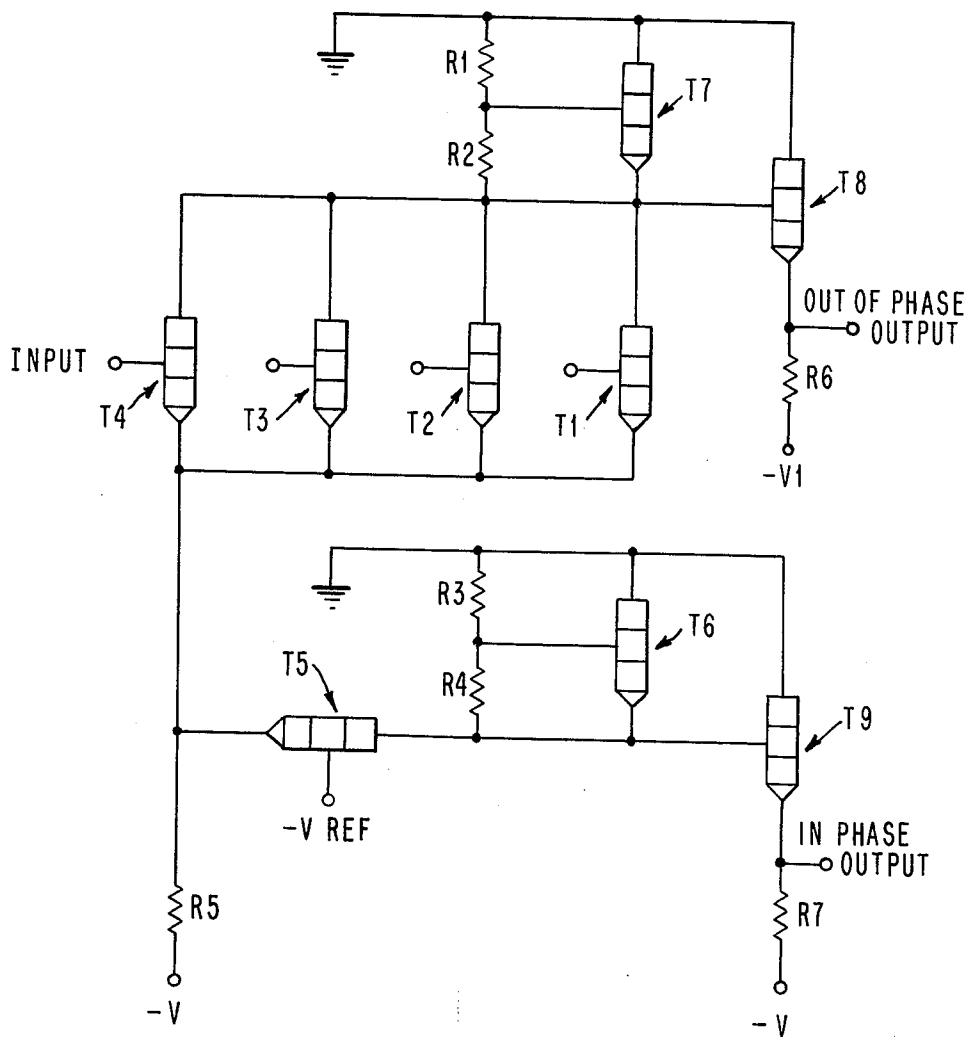 R1
T7
R2
T8
OUT OF PHASE
OUTPUT
INPUT
R6
T4
T3
T2
T1
-V1
R3
T6
T5
R4
T9
-V REF
IN PHASE
OUTPUT
R5
R7
-V
-V